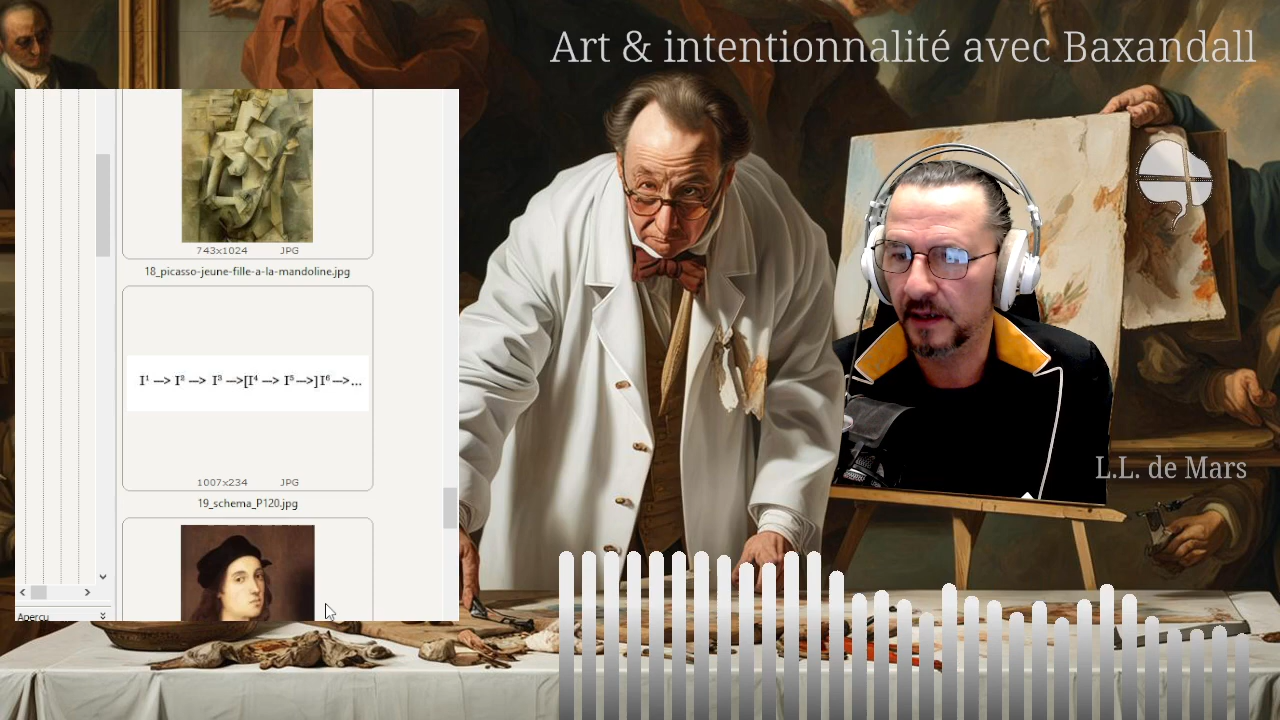 Art & intentionnalité avec Baxandall
743x1024 JPG
18_picasso-jeune-fille-a-la-mandoline.jpg
I¹ —> I² —> I³ —>[I⁴ —> I⁵ —>] I⁶ —>...
1007x234 JPG
19_schema_P120.jpg
Aperçu
L.L. de Mars